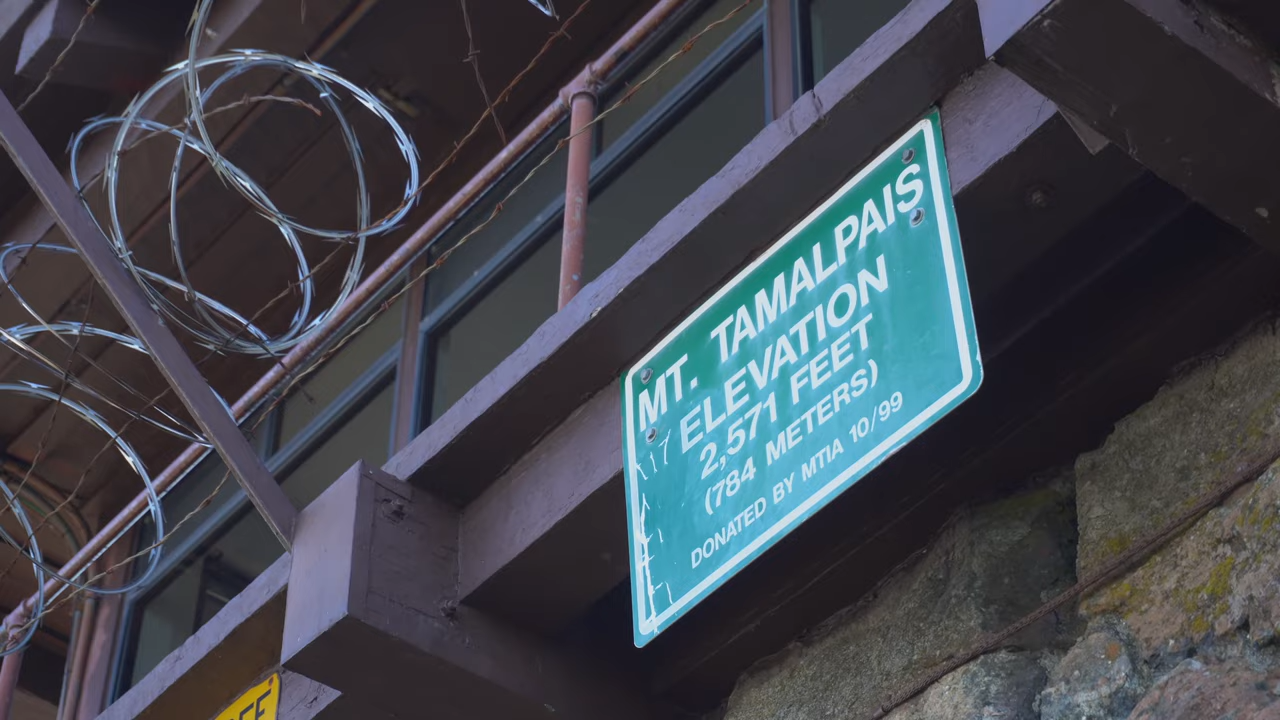 MT. TAMALPAIS
ELEVATION
2,571 FEET
(784 METERS)
DONATED BY MTIA 10/99